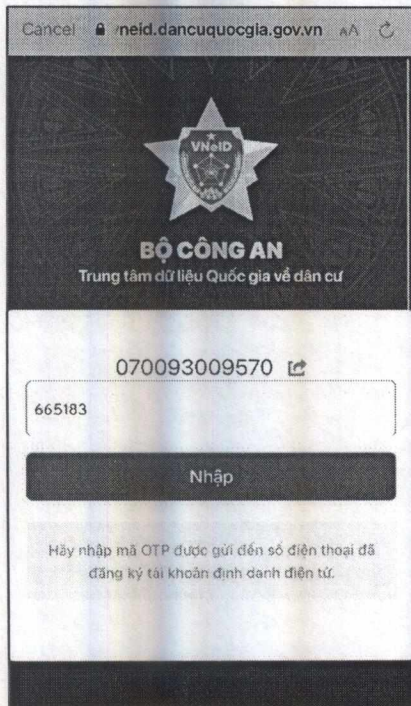 Cancel neid.dancuquocgia.gov.vn AA
VNeID
BỘ CÔNG AN
Trung tâm dữ liệu Quốc gia về dân cư
070093009570
665183
Nhập
Hãy nhập mã OTP được gửi đến số điện thoại đã
đăng ký tài khoản định danh điện tử.